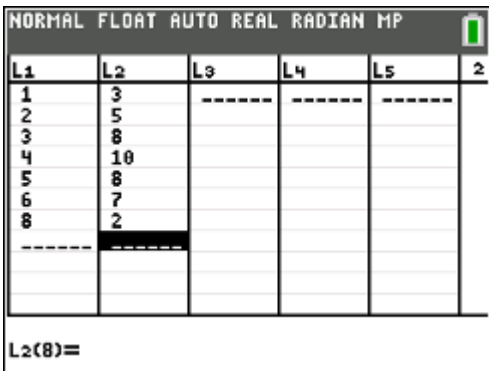 NORMAL FLOAT AUTO REAL RADIAN MP
L1 L2 L3 L4 L5 2
1 3 ------ ------ ------
2 5
3 8
4 10
5 8
6 7
8 2
------ ------
L2(8)=